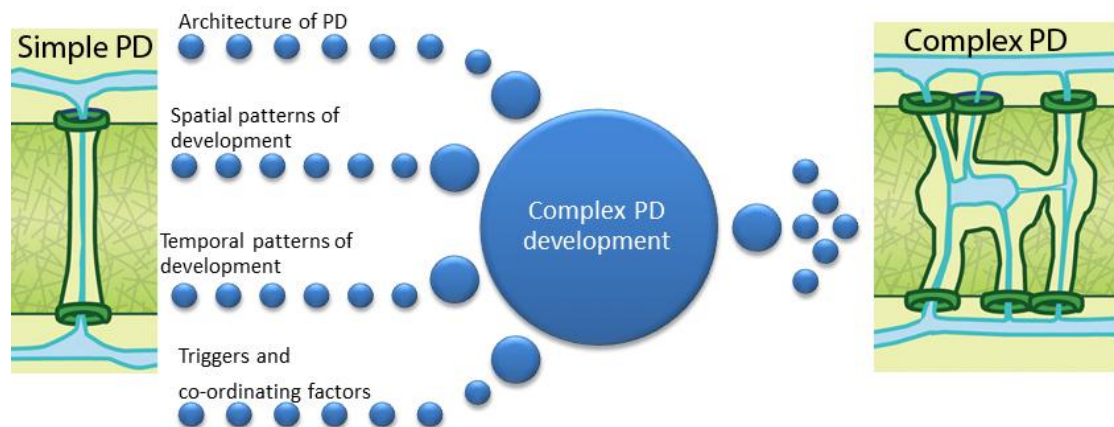 Simple PD
Architecture of PD
Spatial patterns of
development
Temporal patterns of
development
Triggers and
co-ordinating factors
Complex PD
development
Complex PD